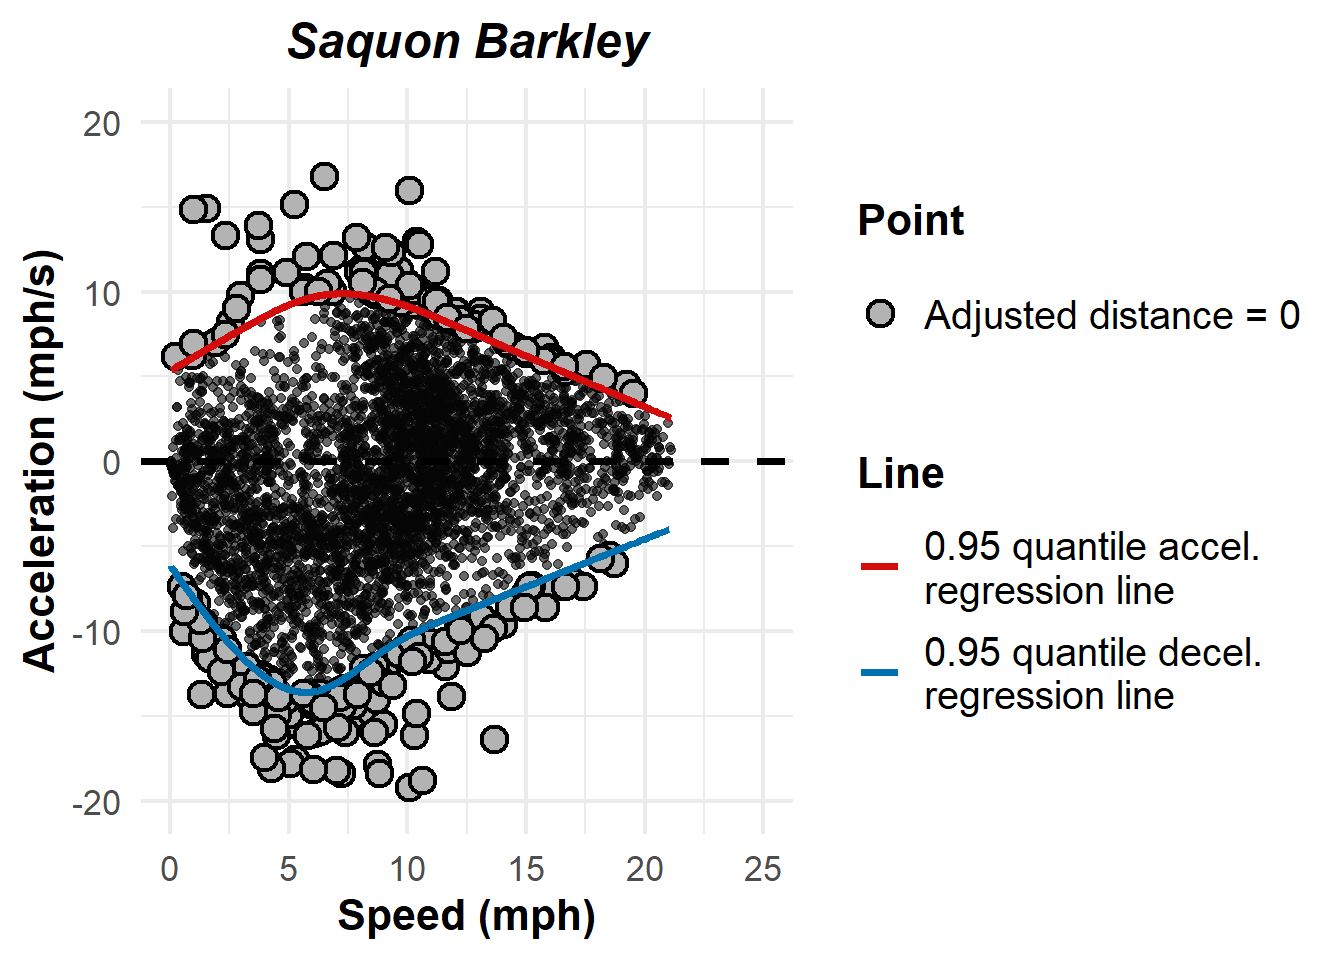 Saquon Barkley
20
10
0
-10
-20
Acceleration (mph/s)
0 5 10 15 20 25
Speed (mph)
Point
Adjusted distance = 0
Line
0.95 quantile accel.
regression line
0.95 quantile decel.
regression line